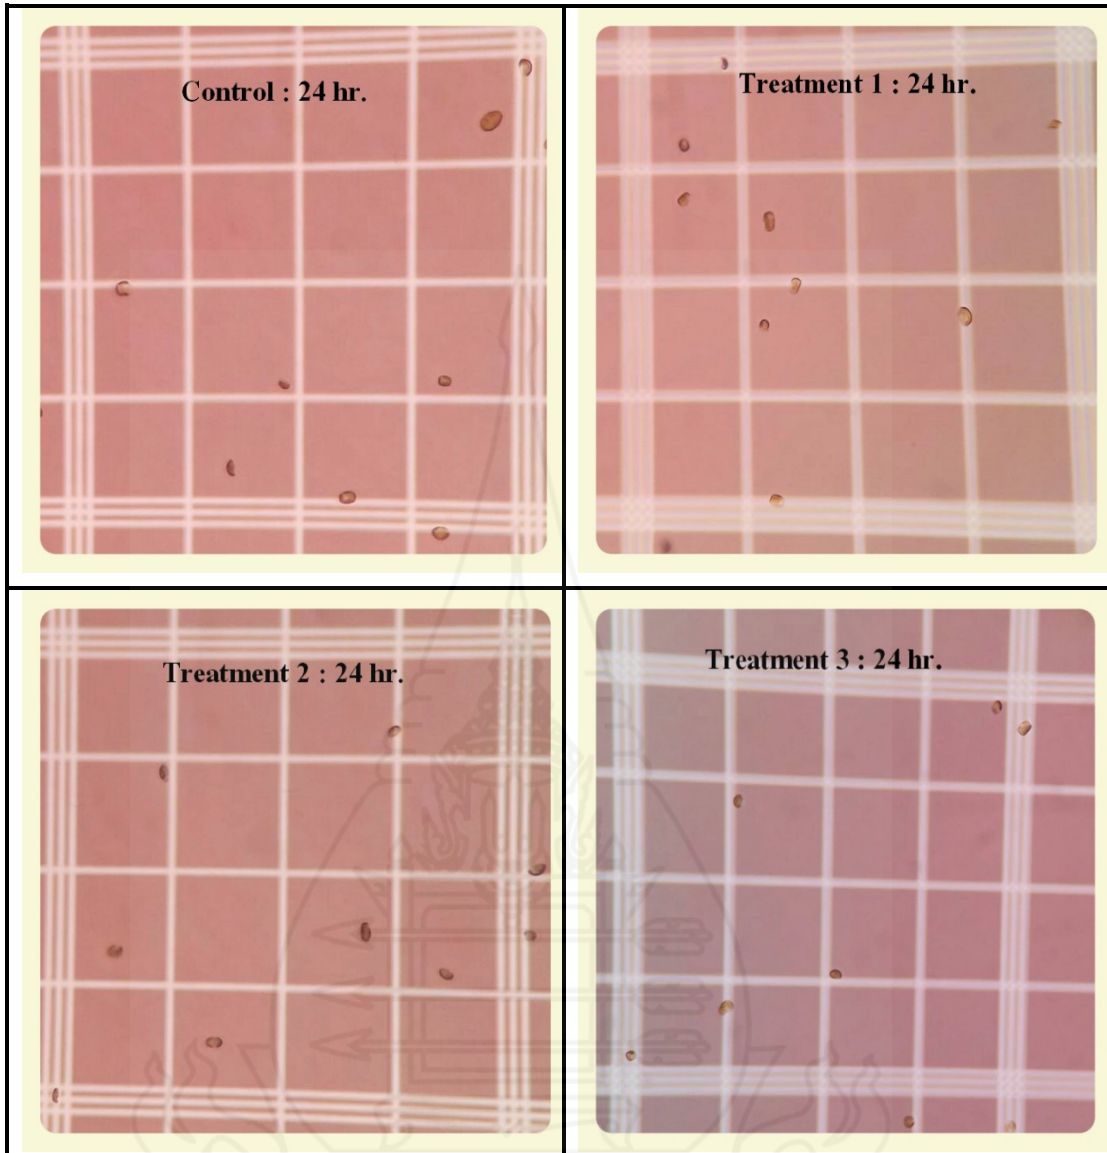 Control : 24 hr.
Treatment 1 : 24 hr.
Treatment 2 : 24 hr.
Treatment 3 : 24 hr.